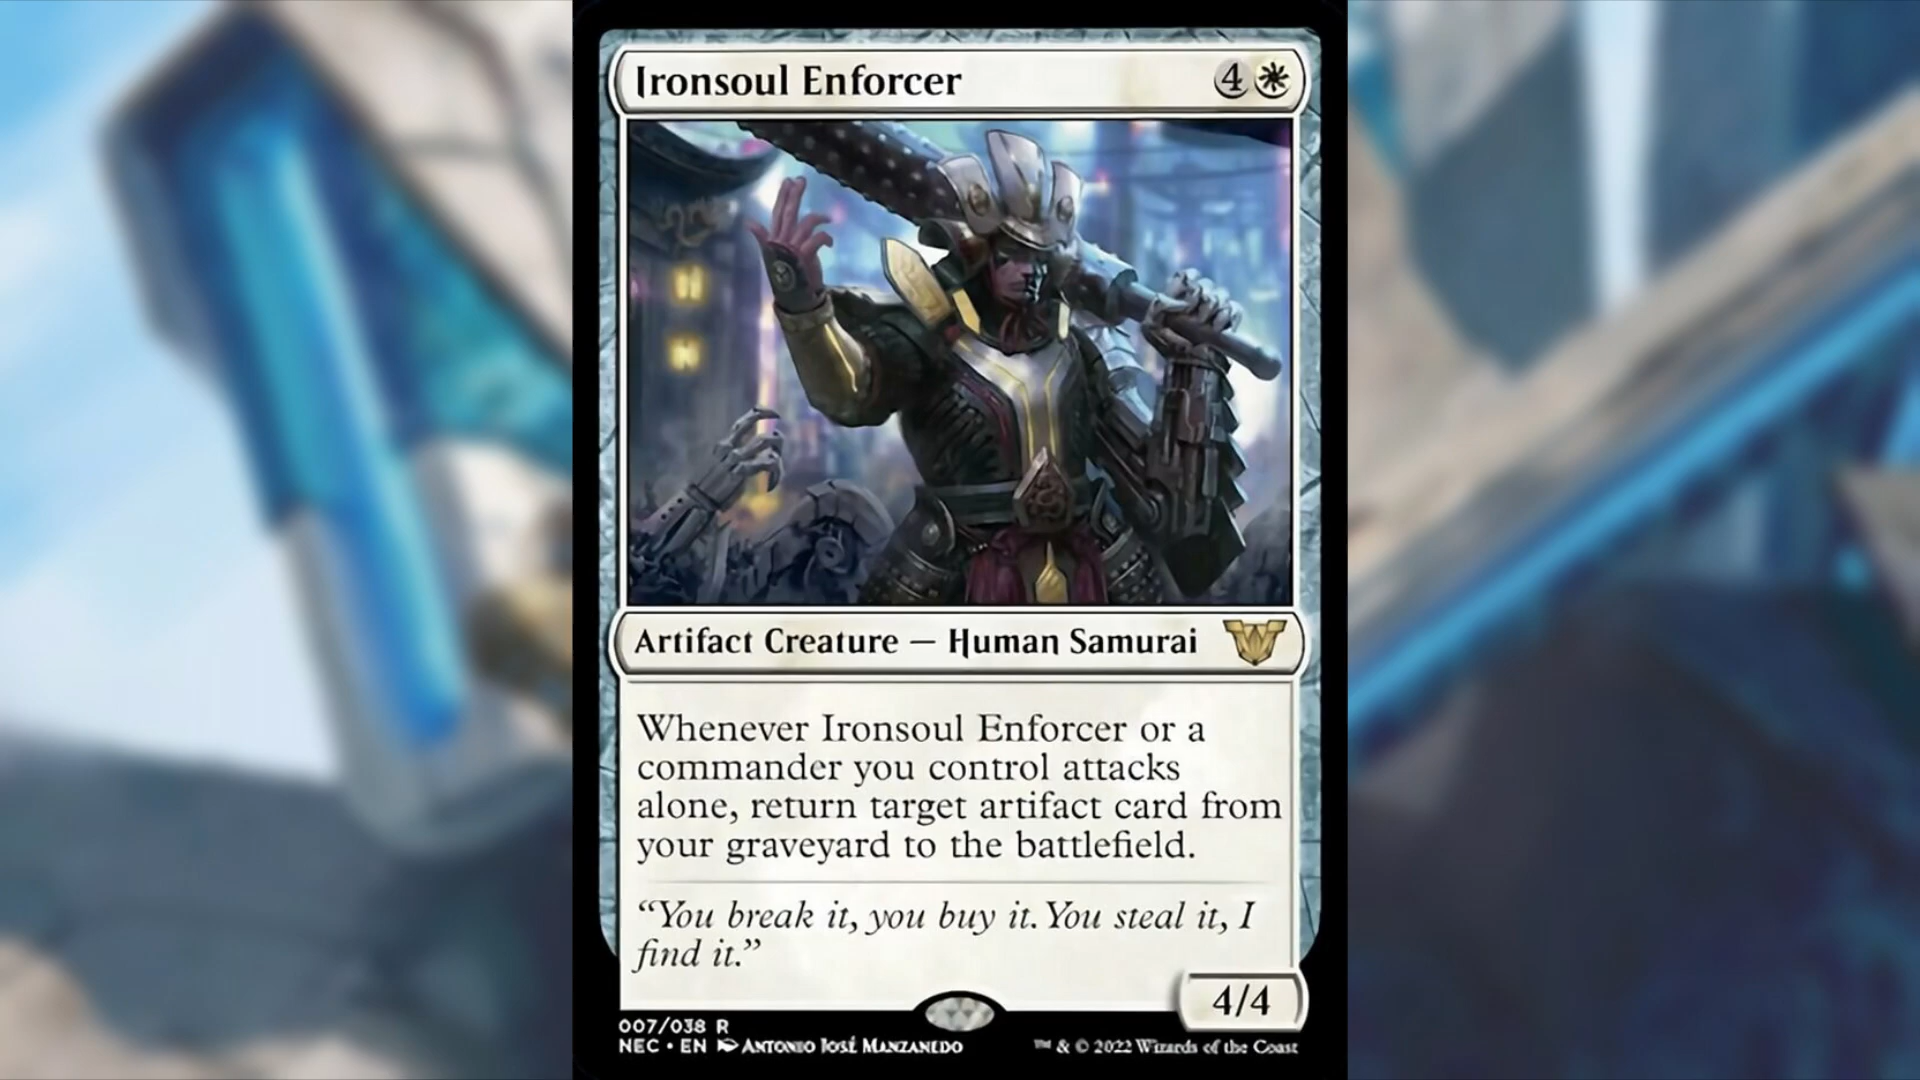 Ironsoul Enforcer 4
Artifact Creature — Human Samurai
Whenever Ironsoul Enforcer or a
commander you control attacks
alone, return target artifact card from
your graveyard to the battlefield.
“You break it, you buy it. You steal it, I
find it.”
4/4
007/038 R
NEC • EN Antonio José Manzanedo
™ & © 2022 Wizards of the Coast